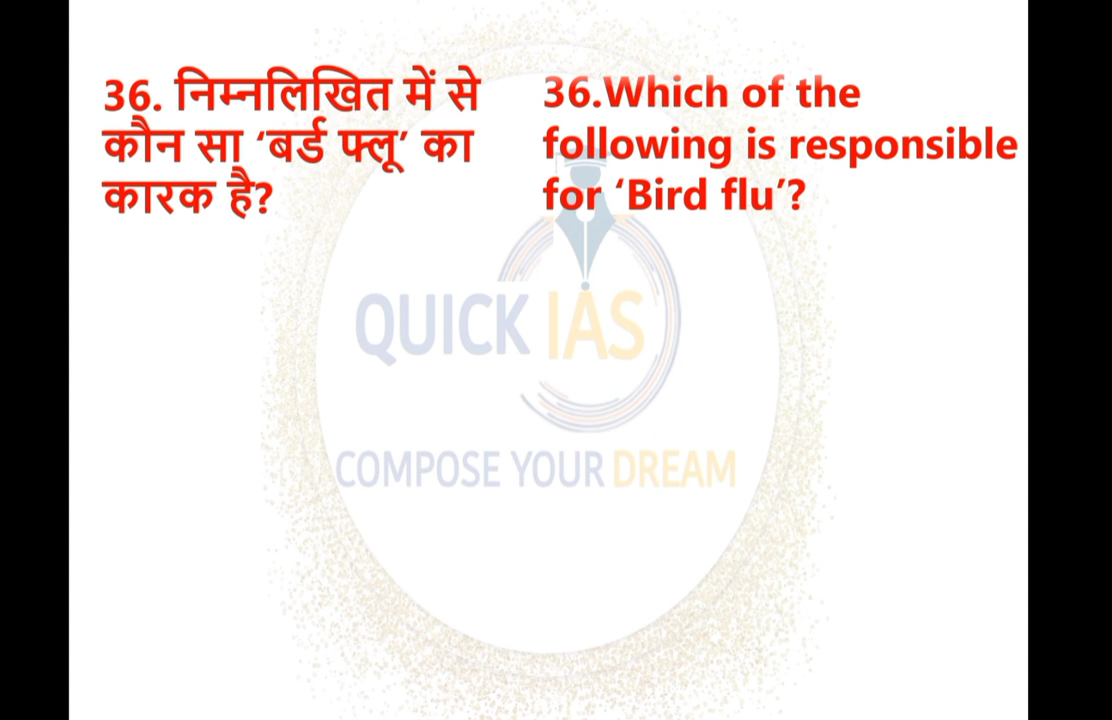 36. निम्नलिखित में से
कौन सा ‘बर्ड फ्लू’ का
कारक है?
36.Which of the
following is responsible
for ‘Bird flu’?
QUICK IAS
COMPOSE YOUR DREAM